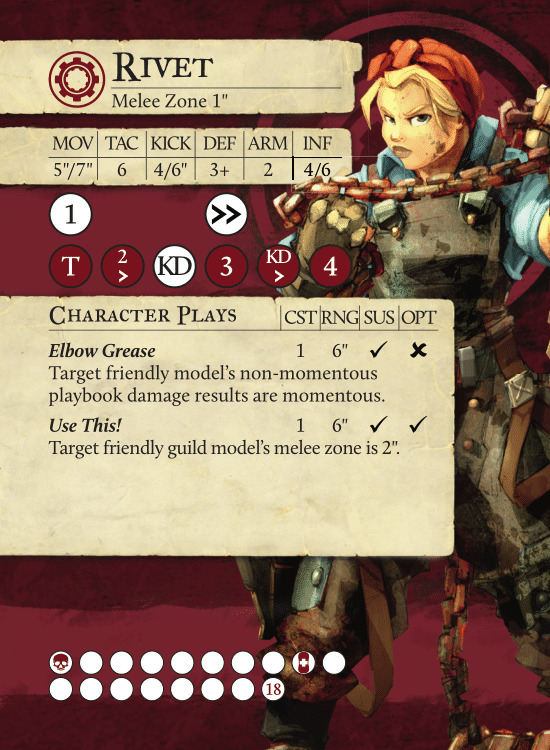 Rivet
Melee Zone 1"
MOV TAC KICK DEF ARM INF
5"/7" 6 4/6" 3+ 2 4/6
1 >>
T 2 > KD 3 KD > 4
Character Plays CST RNG SUS OPT
Elbow Grease 1 6" ✓ ✘
Target friendly model's non-momentous
playbook damage results are momentous.
Use This! 1 6" ✓ ✓
Target friendly guild model's melee zone is 2".
18